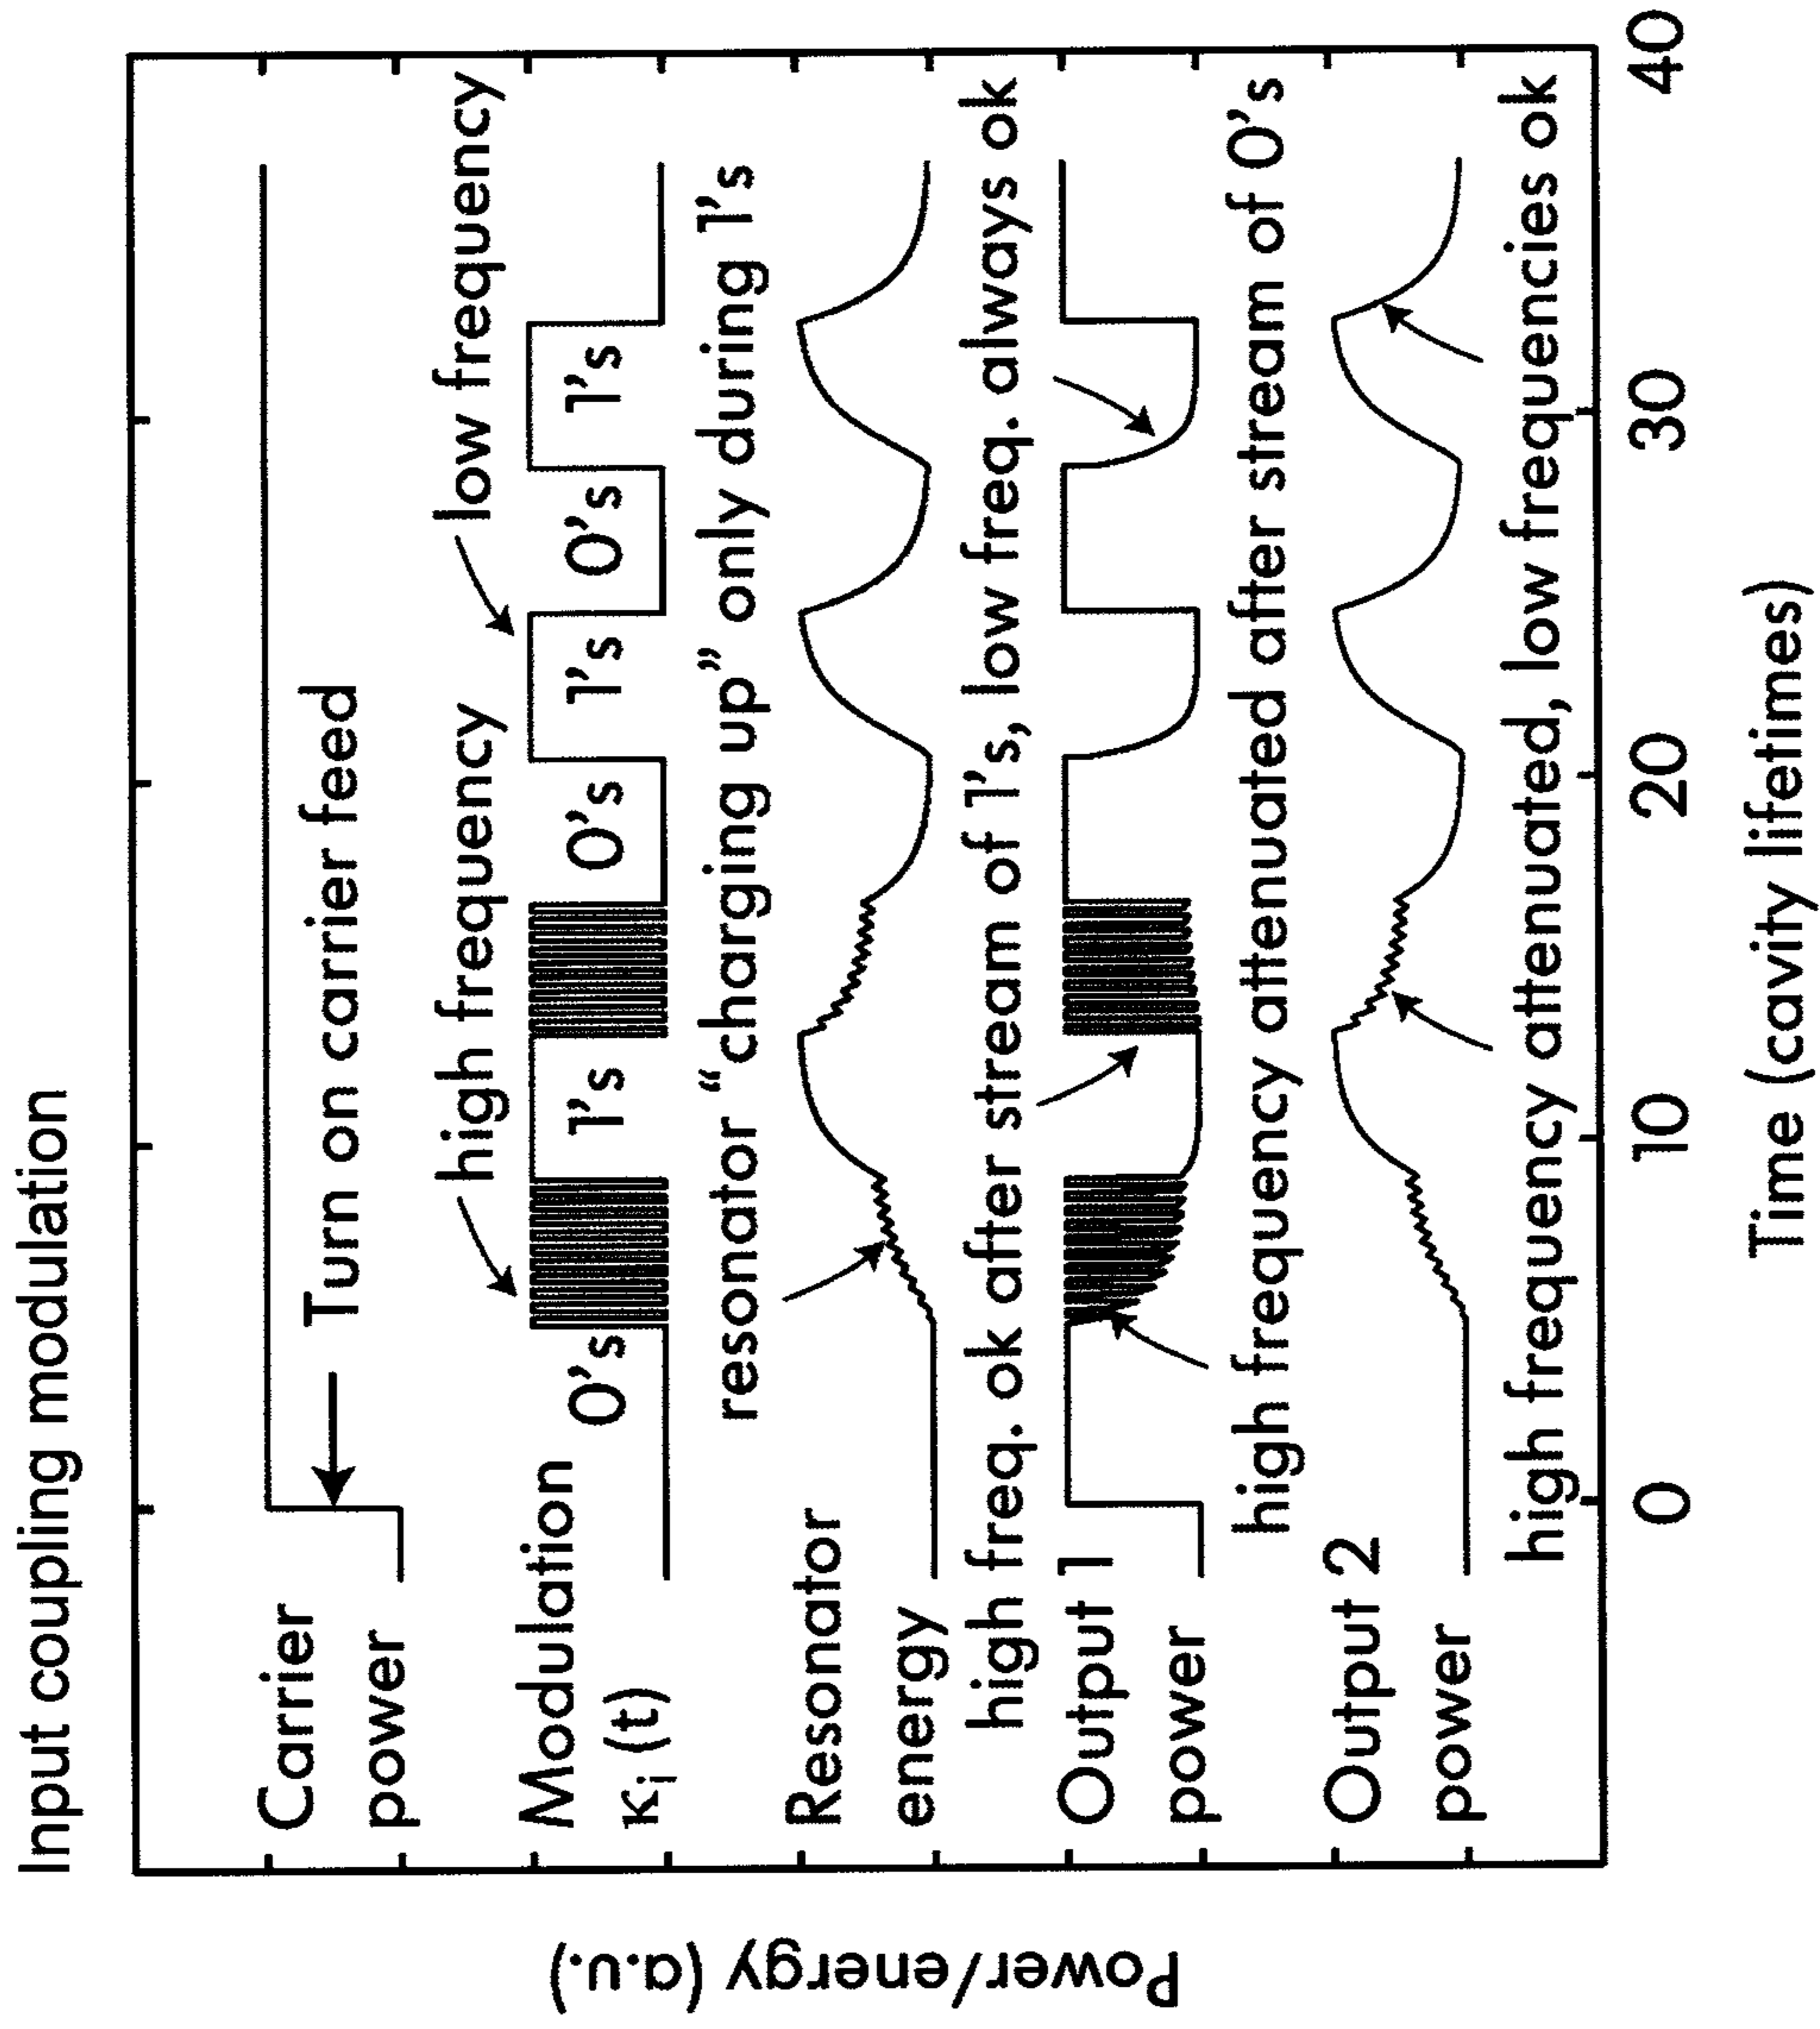 Input coupling modulation
Power/energy (a.u.)
Carrier
power
Turn on carrier feed
Modulation
κi (t)
high frequency
low frequency
0's
1's
0's
1's
0's
1's
Resonator
energy
resonator "charging up" only during 1's
high freq. ok after stream of 1's, low freq. always ok
Output 1
power
high frequency attenuated after stream of 0's
Output 2
power
high frequency attenuated, low frequencies ok
0
10
20
30
40
Time (cavity lifetimes)